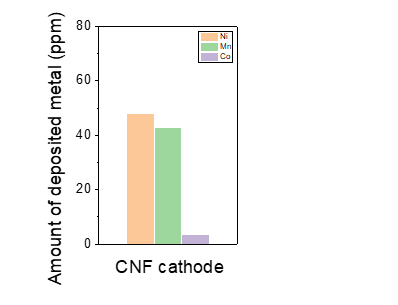 Amount of deposited metal (ppm)
80
60
40
20
0
Ni
Mn
Co
CNF cathode